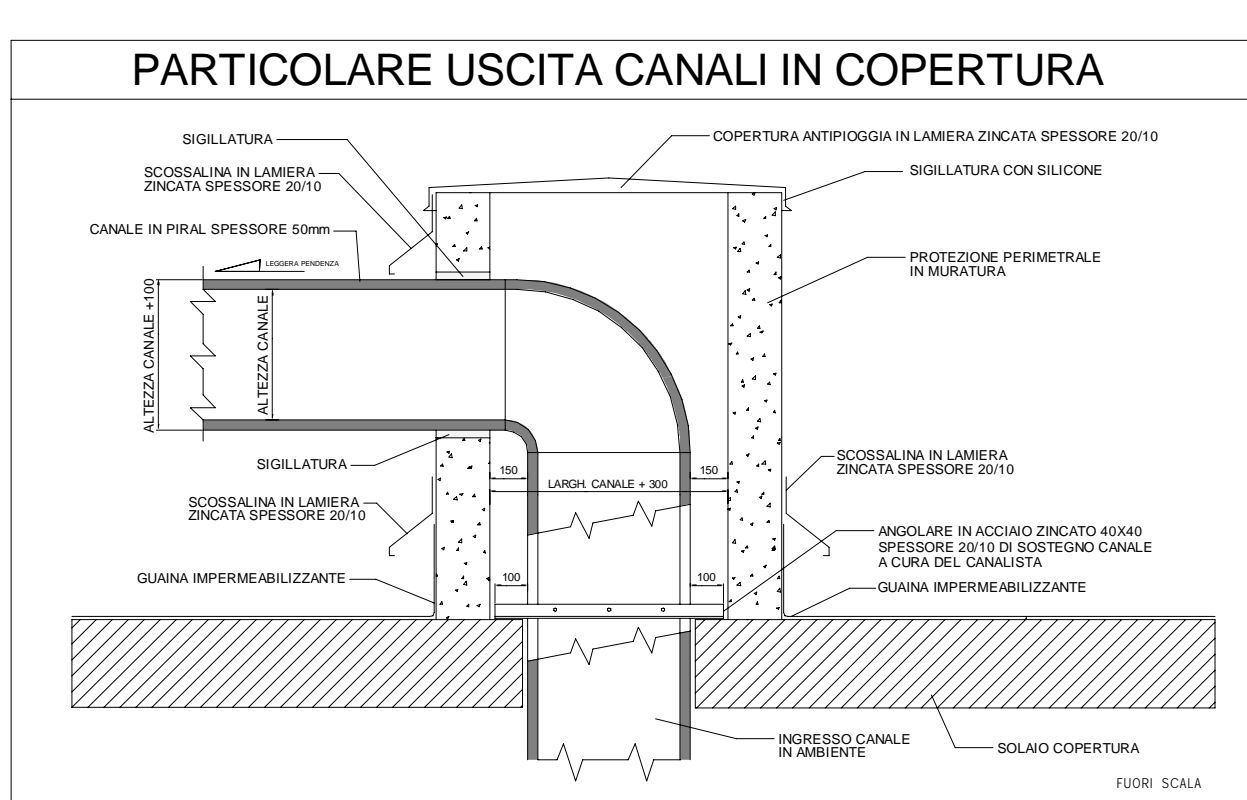 PARTICOLARE USCITA CANALI IN COPERTURA
SIGILLATURA
COPERTURA ANTIPIOGGIA IN LAMIERA ZINCATA SPESSORE 20/10
SCOSSALINA IN LAMIERA
ZINCATA SPESSORE 20/10
SIGILLATURA CON SILICONE
CANALE IN PIRAL SPESSORE 50mm
LEGGERA PENDENZA
PROTEZIONE PERIMETRALE
IN MURATURA
ALTEZZA CANALE +100
ALTEZZA CANALE
SIGILLATURA
150
150
LARGH. CANALE + 300
SCOSSALINA IN LAMIERA
ZINCATA SPESSORE 20/10
SCOSSALINA IN LAMIERA
ZINCATA SPESSORE 20/10
ANGOLARE IN ACCIAIO ZINCATO 40X40
SPESSORE 20/10 DI SOSTEGNO CANALE
A CURA DEL CANALISTA
GUAINA IMPERMEABILIZZANTE
100
100
GUAINA IMPERMEABILIZZANTE
INGRESSO CANALE
IN AMBIENTE
SOLAIO COPERTURA
FUORI SCALA